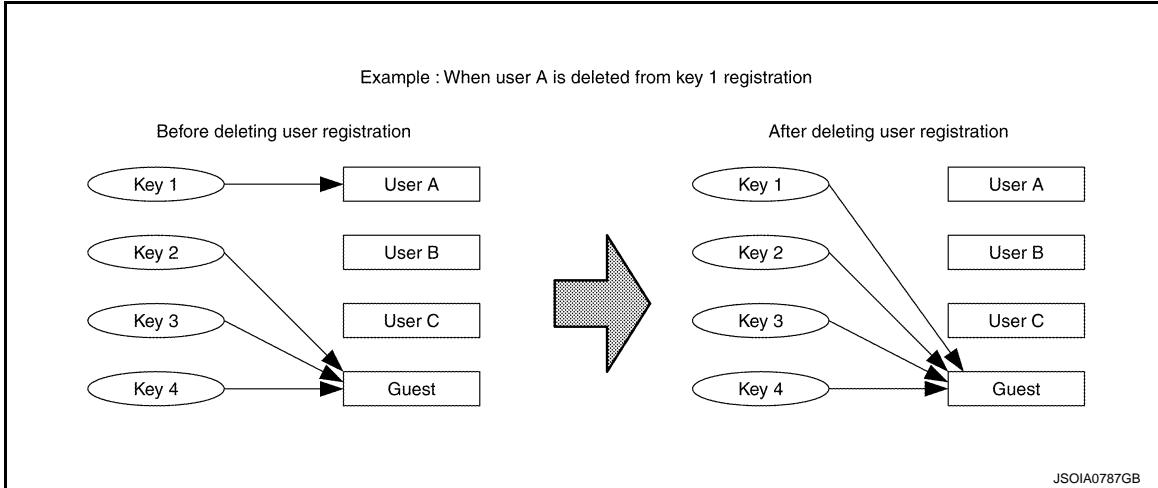 Example : When user A is deleted from key 1 registration
Before deleting user registration
Key 1
User A
Key 2
User B
Key 3
User C
Key 4
Guest
After deleting user registration
Key 1
User A
Key 2
User B
Key 3
User C
Key 4
Guest
JSOIA0787GB